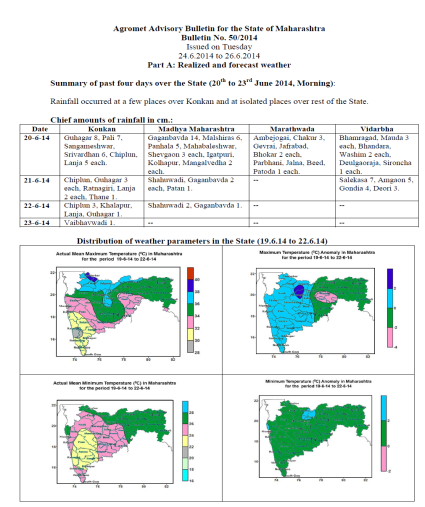 Agromet Advisory Bulletin for the State of Maharashtra
Bulletin No. 50/2014
Issued on Tuesday
24.6.2014 to 26.6.2014
Part A: Realized and forecast weather
Summary of past four days over the State (20th to 23rd June 2014, Morning):
Rainfall occurred at a few places over Konkan and at isolated places over rest of the State.
Chief amounts of rainfall in cm.:
Date Konkan Madhya Maharashtra Marathwada Vidarbha
20-6-14 Guhagar 8, Pali 7, Gaganbavda 14, Malshiras 6, Ambejogai, Chakur 3, Bhamragad, Manda 3
Sangameshwar, Panhala 5, Mahabaleshwar, Gevrai, Jafrabad, each, Bhandara,
Srivardhan 6, Chiplun, Shevgaon 3 each, Igatpuri, Bhokar 2 each, Washim 2 each,
Lanja 5 each. Kolhapur, Mangalvedha 2 Parbhani, Jalna, Beed, Deulgaoraja, Sironcha
each. Patoda 1 each. 1 each.
21-6-14 Chiplun, Guhagar 3 Shahuwadi, Gaganbavda 2 -- Salekasa 7, Amgaon 5,
each, Ratnagiri, Lanja each, Patan 1. Gondia 4, Deori 3.
2 each, Thane 1.
22-6-14 Chiplun 3, Khalapur, Shahuwadi 2, Gaganbavda 1. -- --
Lanja, Guhagar 1.
23-6-14 Vaibhavwadi 1. -- -- --
Distribution of weather parameters in the State (19.6.14 to 22.6.14)
Actual Mean Maximum Temperature (ºC) in Maharashtra
for the period 19-6-14 to 22-6-14
Maximum Temperature (ºC) Anomaly in Maharashtra
for the period 19-6-14 to 22-6-14
Actual Mean Minimum Temperature (ºC) in Maharashtra
for the period 19-6-14 to 22-6-14
Minimum Temperature (ºC) Anomaly in Maharashtra
for the period 19-6-14 to 22-6-14